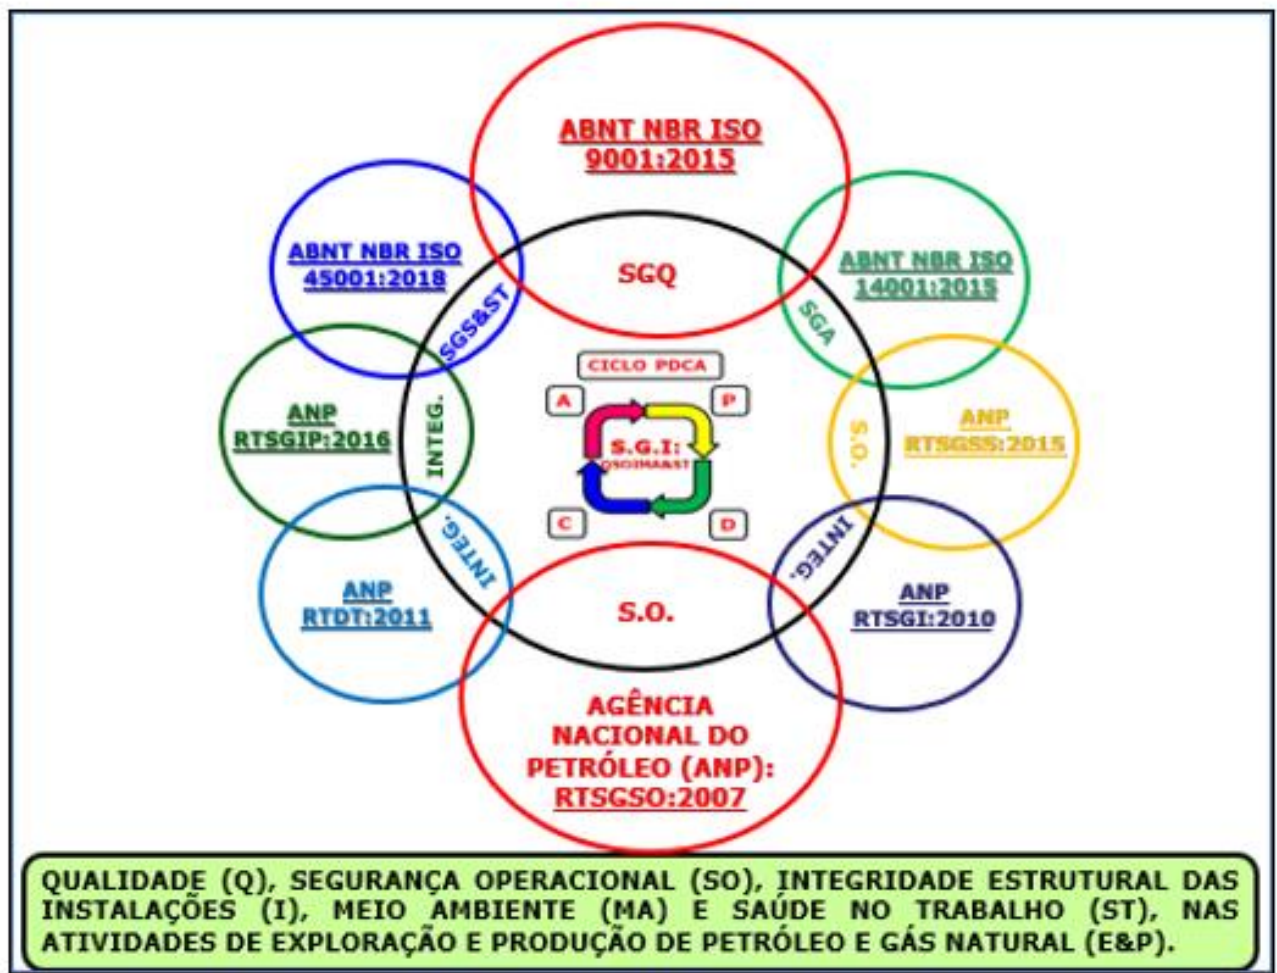 ABNT NBR ISO
9001:2015
SGQ
ABNT NBR ISO
45001:2018
SGS&ST
ABNT NBR ISO
14001:2015
SGA
CICLO PDCA
A
P
S.G.I:
QSOIMA&ST
C
D
ANP
RTSGIP:2016
INTEG.
ANP
RTSGSS:2015
S.O.
ANP
RTDT:2011
INTEG.
ANP
RTSGI:2010
INTEG.
S.O.
AGÊNCIA
NACIONAL DO
PETRÓLEO (ANP):
RTSGSO:2007
QUALIDADE (Q), SEGURANÇA OPERACIONAL (SO), INTEGRIDADE ESTRUTURAL DAS
INSTALAÇÕES (I), MEIO AMBIENTE (MA) E SAÚDE NO TRABALHO (ST), NAS
ATIVIDADES DE EXPLORAÇÃO E PRODUÇÃO DE PETRÓLEO E GÁS NATURAL (E&P).